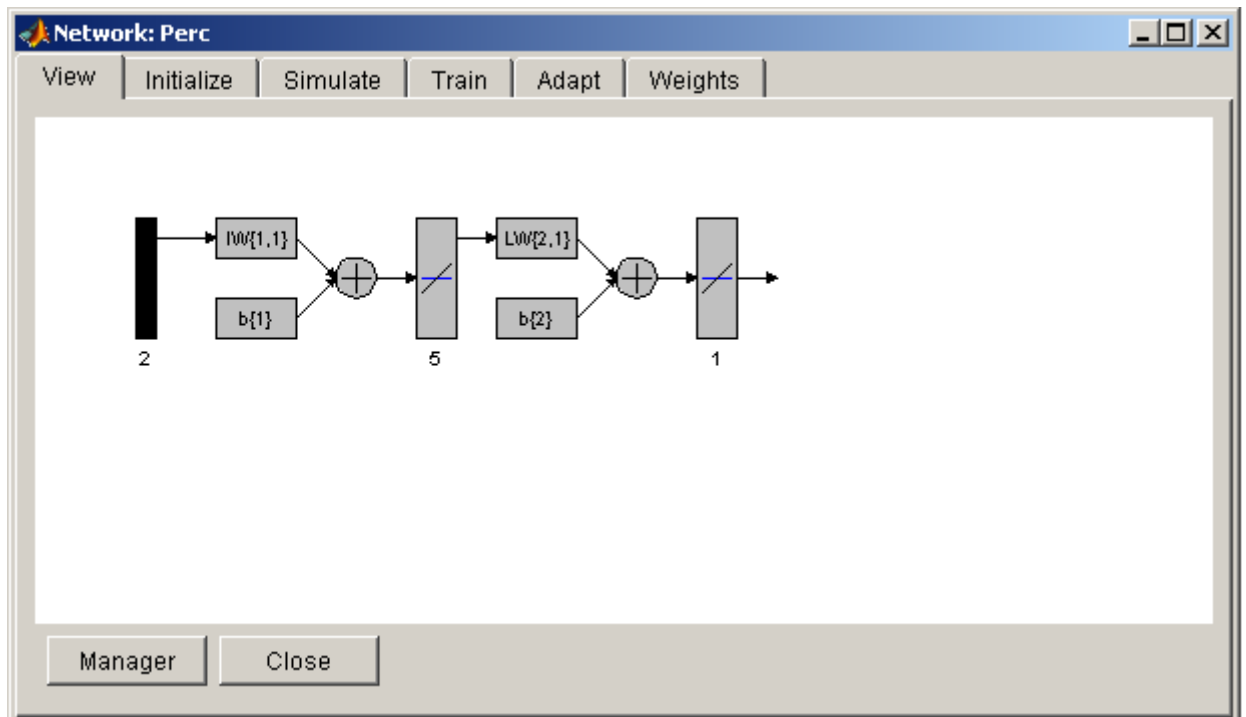 Network: Perc
View Initialize Simulate Train Adapt Weights
IW{1,1} LW{2,1}
b{1} b{2}
2 5 1
Manager Close